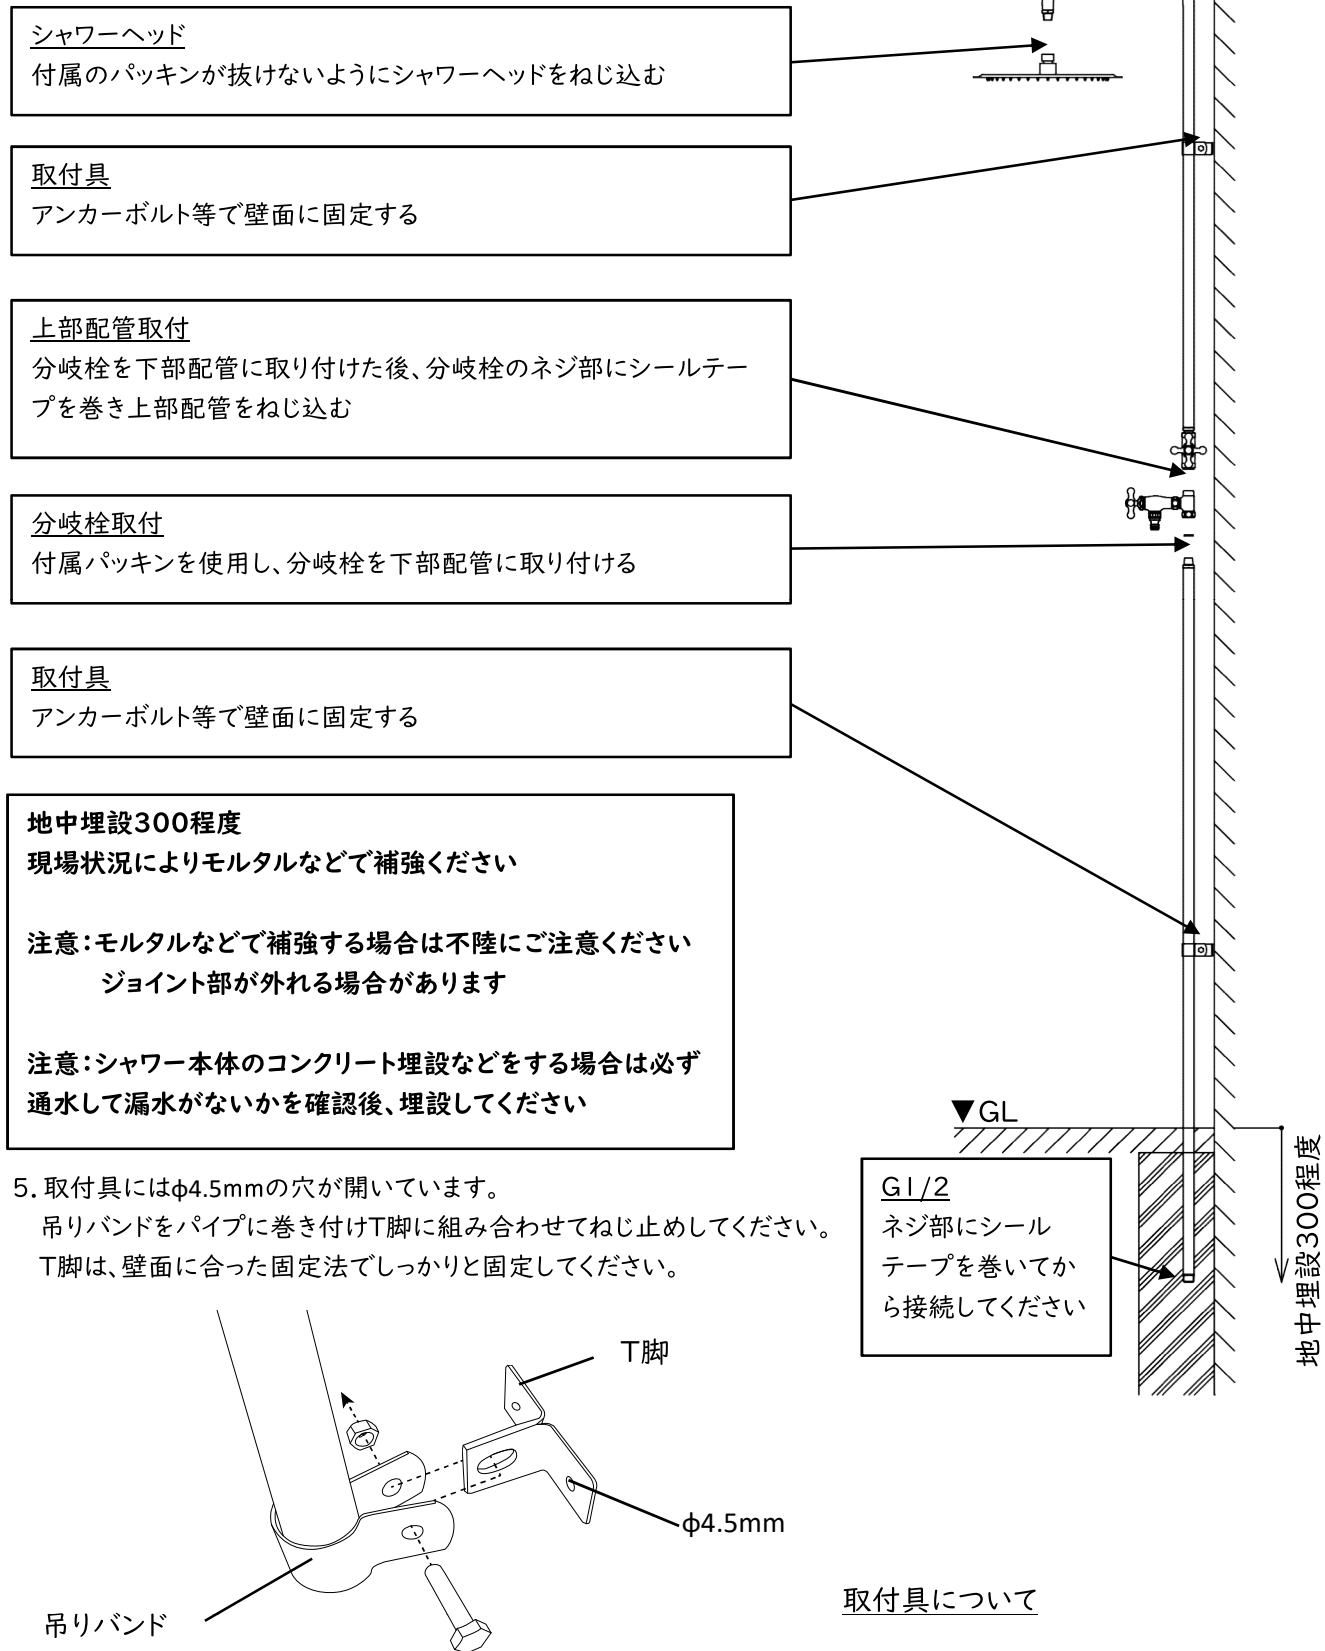 シャワーヘッド
付属のパッキンが抜けないようにシャワーヘッドをねじ込む
取付具
アンカーボルト等で壁面に固定する
上部配管取付
分岐栓を下部配管に取り付けた後、分岐栓のネジ部にシールテー
プを巻き上部配管をねじ込む
分岐栓取付
付属パッキンを使用し、分岐栓を下部配管に取り付ける
取付具
アンカーボルト等で壁面に固定する
地中埋設300程度
現場状況によりモルタルなどで補強ください
注意：モルタルなどで補強する場合は不陸にご注意ください
ジョイント部が外れる場合があります
注意：シャワー本体のコンクリート埋設などをする場合は必ず
通水して漏水がないかを確認後、埋設してください
▼GL
G1/2
ネジ部にシール
テープを巻いてか
ら接続してください
地中埋設300程度
5．取付具にはφ4.5mmの穴が開いています。
吊りバンドをパイプに巻き付けT脚に組み合わせてねじ止めしてください。
T脚は、壁面に合った固定法でしっかりと固定してください。
T脚
φ4.5mm
吊りバンド
取付具について